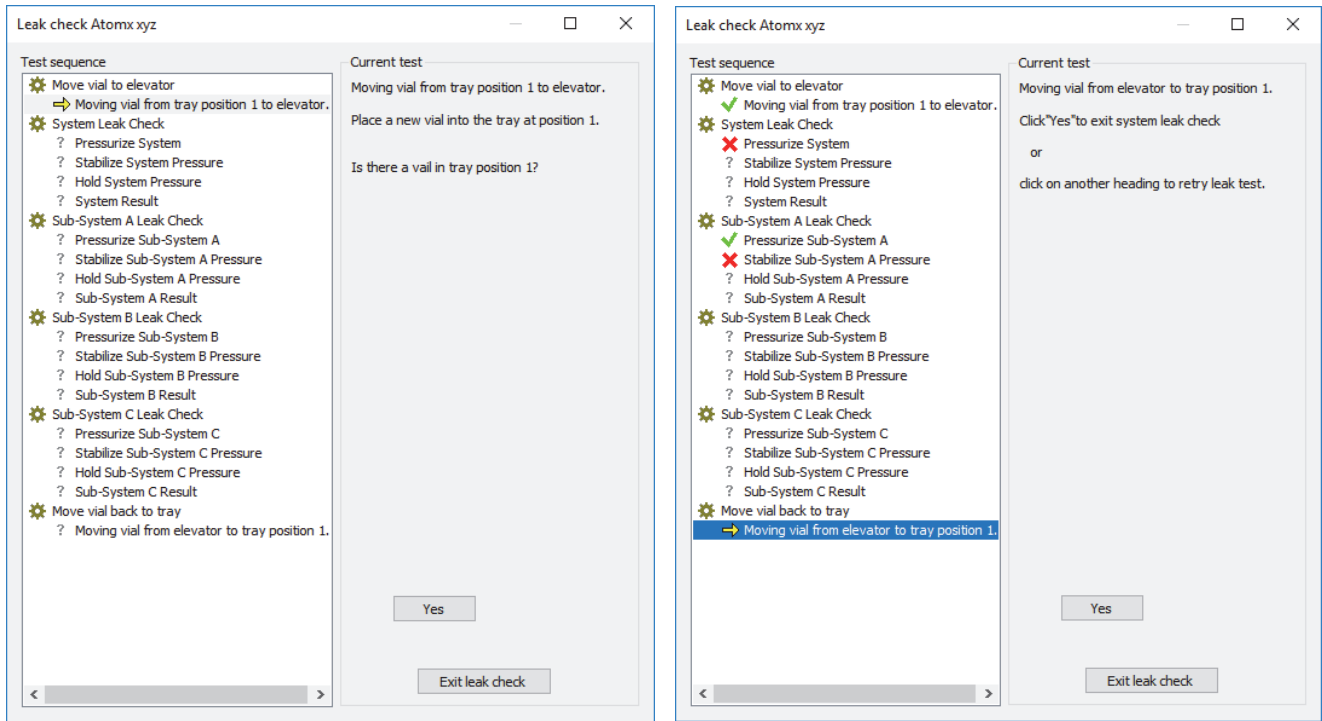 Leak check Atomx xyz
Test sequence
Move vial to elevator
Moving vial from tray position 1 to elevator.
System Leak Check
? Pressurize System
? Stabilize System Pressure
? Hold System Pressure
? System Result
Sub-System A Leak Check
? Pressurize Sub-System A
? Stabilize Sub-System A Pressure
? Hold Sub-System A Pressure
? Sub-System A Result
Sub-System B Leak Check
? Pressurize Sub-System B
? Stabilize Sub-System B Pressure
? Hold Sub-System B Pressure
? Sub-System B Result
Sub-System C Leak Check
? Pressurize Sub-System C
? Stabilize Sub-System C Pressure
? Hold Sub-System C Pressure
? Sub-System C Result
Move vial back to tray
? Moving vial from elevator to tray position 1.
Current test
Moving vial from tray position 1 to elevator.
Place a new vial into the tray at position 1.
Is there a vail in tray position 1?
Yes
Exit leak check
Leak check Atomx xyz
Test sequence
Move vial to elevator
Moving vial from tray position 1 to elevator.
System Leak Check
Pressurize System
? Stabilize System Pressure
? Hold System Pressure
? System Result
Sub-System A Leak Check
Pressurize Sub-System A
Stabilize Sub-System A Pressure
? Hold Sub-System A Pressure
? Sub-System A Result
Sub-System B Leak Check
? Pressurize Sub-System B
? Stabilize Sub-System B Pressure
? Hold Sub-System B Pressure
? Sub-System B Result
Sub-System C Leak Check
? Pressurize Sub-System C
? Stabilize Sub-System C Pressure
? Hold Sub-System C Pressure
? Sub-System C Result
Move vial back to tray
Moving vial from elevator to tray position 1.
Current test
Moving vial from elevator to tray position 1.
Click"Yes"to exit system leak check
or
click on another heading to retry leak test.
Yes
Exit leak check